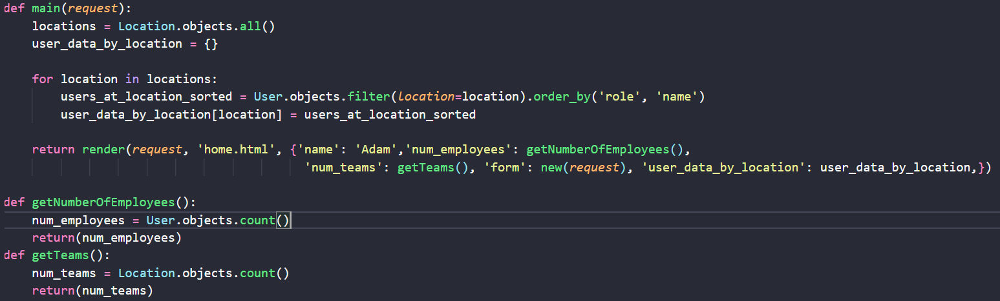 def main(request):
    locations = Location.objects.all()
    user_data_by_location = {}

    for location in locations:
        users_at_location_sorted = User.objects.filter(location=location).order_by('role', 'name')
        user_data_by_location[location] = users_at_location_sorted

    return render(request, 'home.html', {'name': 'Adam','num_employees': getNumberOfEmployees(),
                                          'num_teams': getTeams(), 'form': new(request), 'user_data_by_location': user_data_by_location,})

def getNumberOfEmployees():
    num_employees = User.objects.count()
    return(num_employees)
def getTeams():
    num_teams = Location.objects.count()
    return(num_teams)